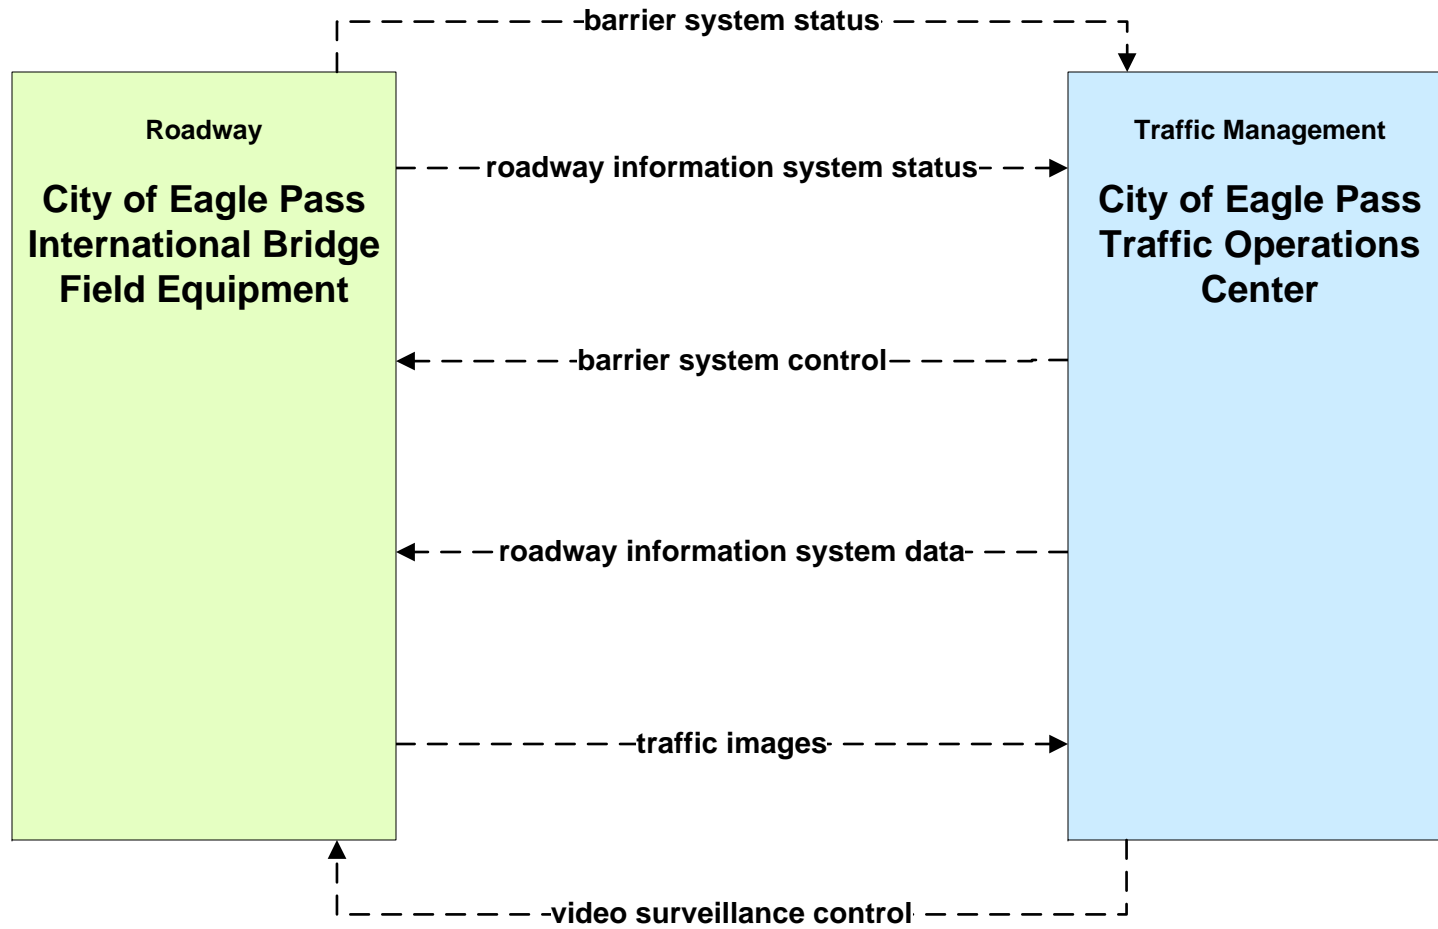 barrier system status
Roadway
City of Eagle Pass
International Bridge
Field Equipment
Traffic Management
City of Eagle Pass
Traffic Operations
Center
roadway information system status
barrier system control
roadway information system data
traffic images
video surveillance control